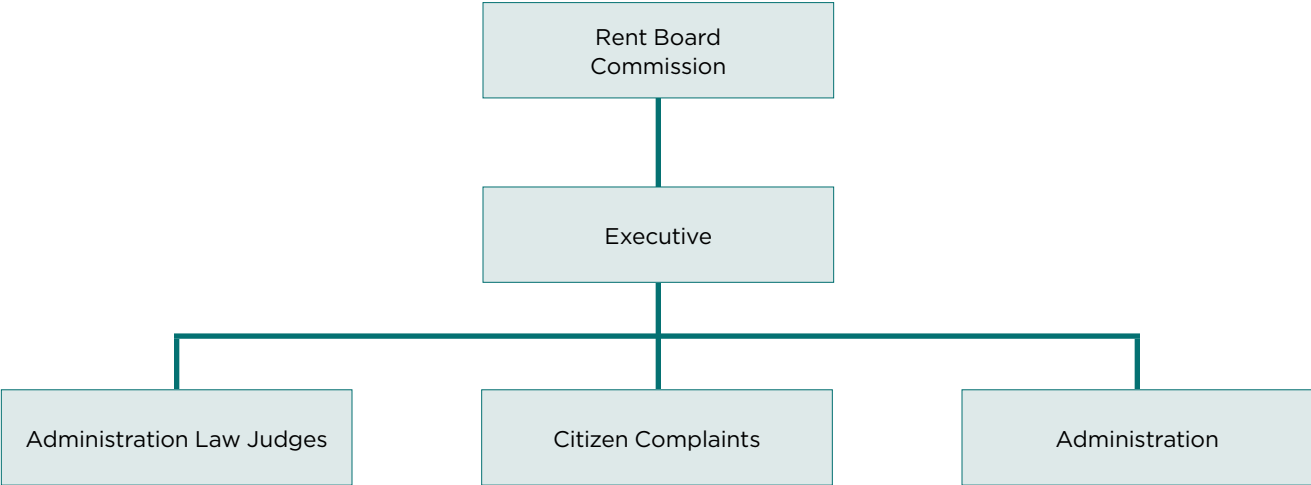 Rent Board
Commission
Executive
Administration Law Judges
Citizen Complaints
Administration